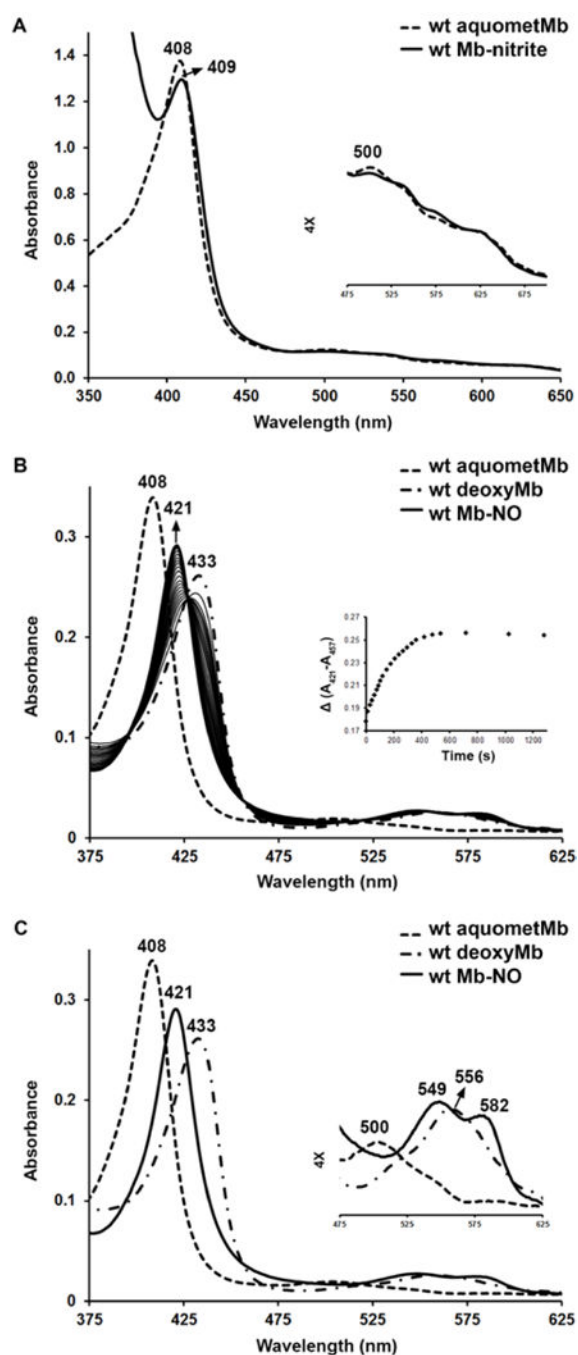 A
wt aquometMb
wt Mb-nitrite
408
409
1.4
1.2
1.0
0.8
0.6
0.4
0.2
0.0
Absorbance
500
4X
475 525 575 625 675
350 400 450 500 550 600 650
Wavelength (nm)
B
wt aquometMb
wt deoxyMb
wt Mb-NO
408
421
433
0.3
0.2
0.1
0
Absorbance
0.27
0.25
0.23
0.21
0.19
0.17
Δ (A421-A457)
0 200 400 600 800 1000 1200
Time (s)
375 425 475 525 575 625
Wavelength (nm)
C
wt aquometMb
wt deoxyMb
wt Mb-NO
408
421
433
0.3
0.2
0.1
0
Absorbance
500
549
556
582
4X
475 525 575 625
375 425 475 525 575 625
Wavelength (nm)